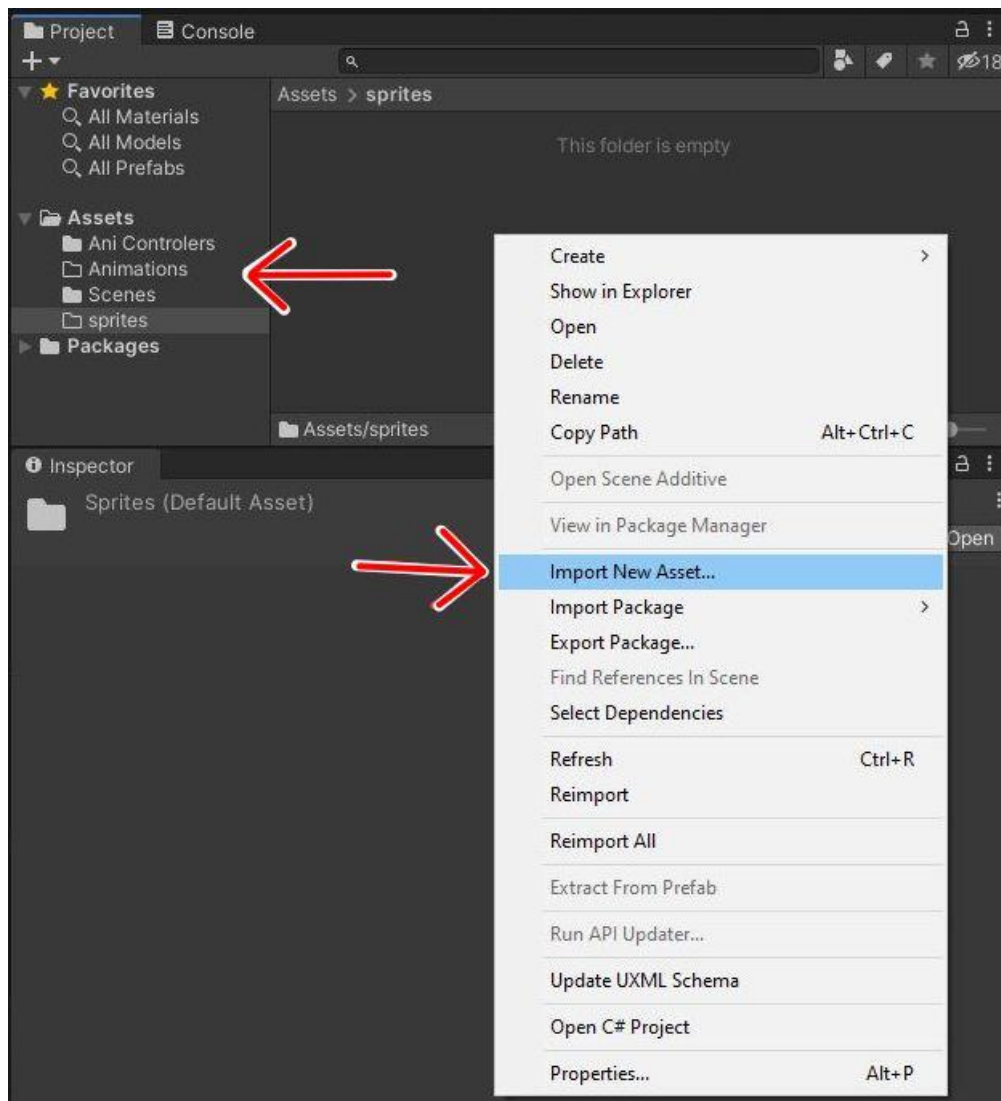 Project Console
18
Favorites
Assets > sprites
All Materials
All Models
This folder is empty
All Prefabs
Assets
Ani Controlers
Animations
Scenes
sprites
Packages
Assets/sprites
Inspector
Sprites (Default Asset)
Open
Create
Show in Explorer
Open
Delete
Rename
Copy Path Alt+Ctrl+C
Open Scene Additive
View in Package Manager
Import New Asset...
Import Package
Export Package...
Find References In Scene
Select Dependencies
Refresh Ctrl+R
Reimport
Reimport All
Extract From Prefab
Run API Updater...
Update UXML Schema
Open C# Project
Properties... Alt+P